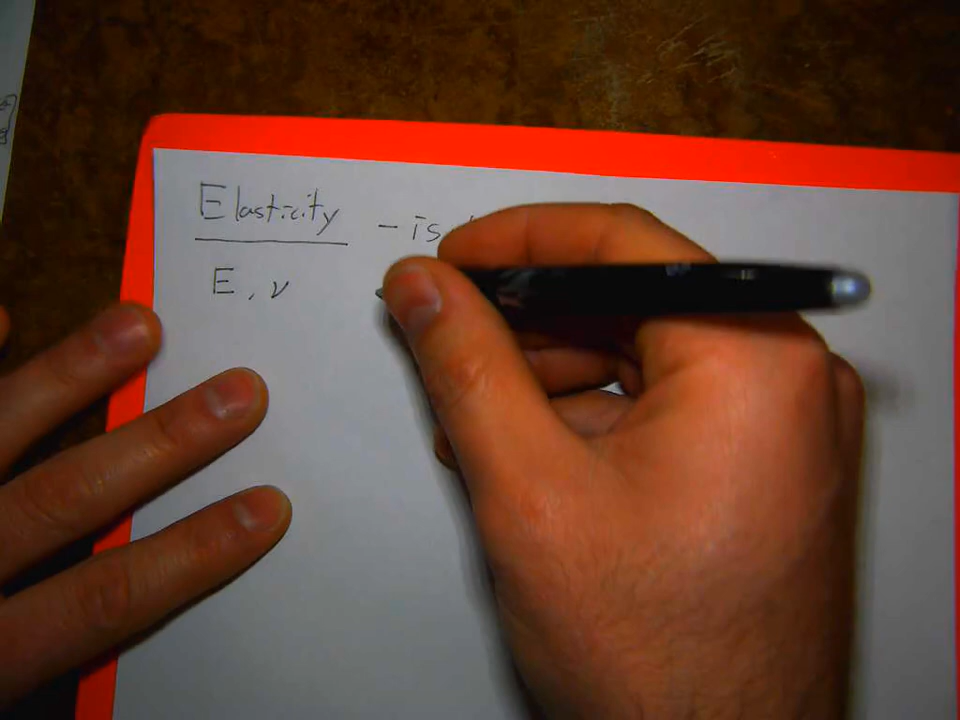 Elasticity - is
E, ν